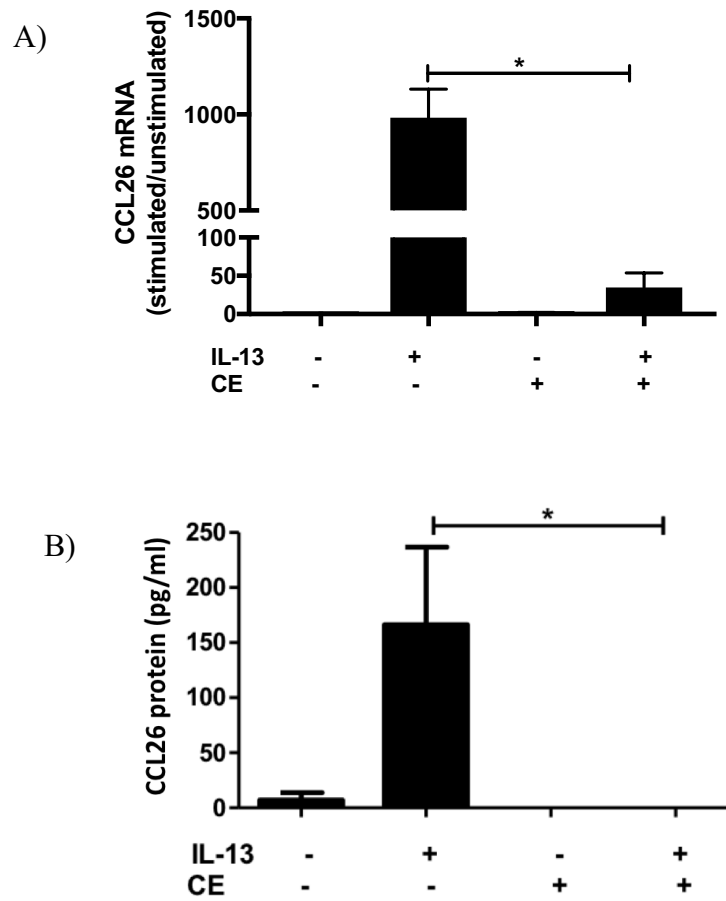 A)
CCL26 mRNA
(stimulated/unstimulated)
1500
1000
500
100
50
0
*
IL-13 - + - +
CE - - + +
B)
CCL26 protein (pg/ml)
250
200
150
100
50
0
*
IL-13 - + - +
CE - - + +